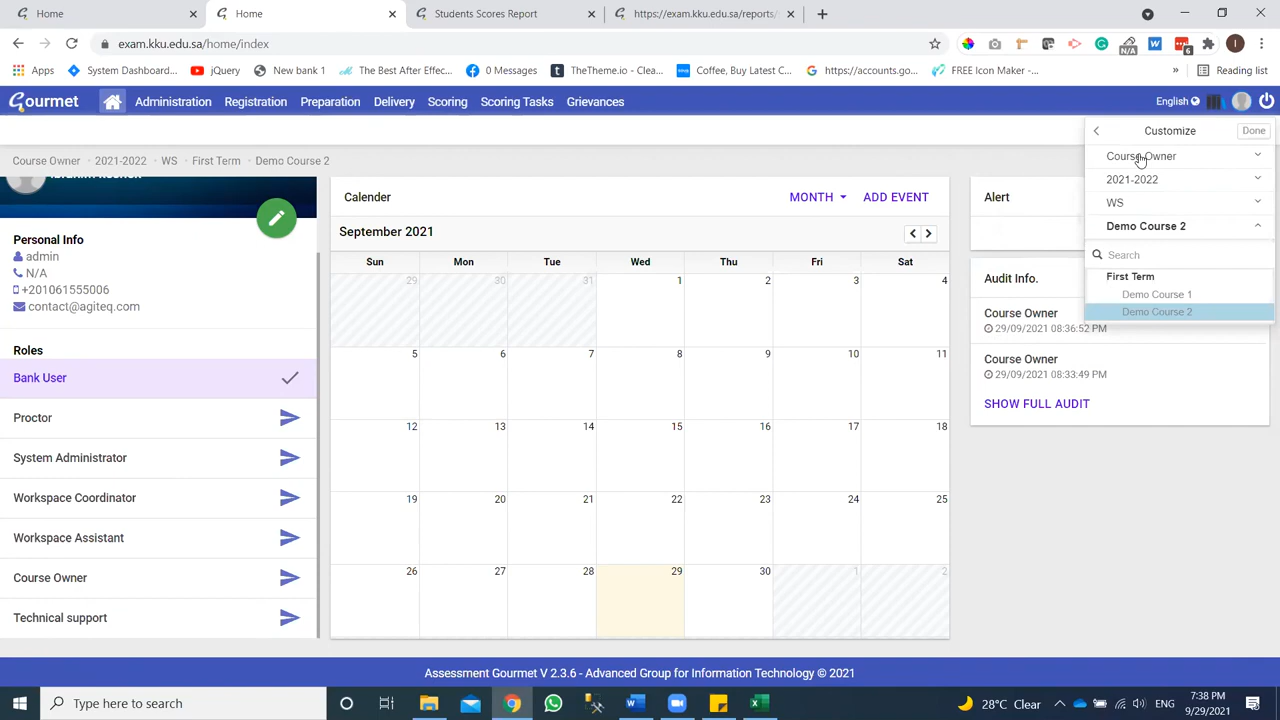 Home
Home
Students Scores Report
https://exam.kku.edu.sa/reports/
exam.kku.edu.sa/home/index
N/A
6
I
Apps
System Dashboard...
jQuery
New bank 1
The Best After Effec...
0 Messages
TheTheme.io - Clea...
Coffee, Buy Latest C...
https://accounts.go...
FREE Icon Maker -...
»
Reading list
Gourmet
Administration
Registration
Preparation
Delivery
Scoring
Scoring Tasks
Grievances
English
Customize
Done
Course Owner
2021-2022
WS
First Term
Demo Course 2
Course Owner
2021-2022
WS
Demo Course 2
Search
First Term
Demo Course 1
Demo Course 2
Personal Info
admin
N/A
+201061555006
contact@agiteq.com
Roles
Bank User
Proctor
System Administrator
Workspace Coordinator
Workspace Assistant
Course Owner
Technical support
Calender
MONTH
ADD EVENT
September 2021
Sun Mon Tue Wed Thu Fri Sat
29 30 31 1 2 3 4
5 6 7 8 9 10 11
12 13 14 15 16 17 18
19 20 21 22 23 24 25
26 27 28 29 30 1 2
Alert
Audit Info.
Course Owner
29/09/2021 08:36:52 PM
Course Owner
29/09/2021 08:33:49 PM
SHOW FULL AUDIT
Assessment Gourmet V 2.3.6 - Advanced Group for Information Technology © 2021
Type here to search
28°C Clear
ENG
7:38 PM
9/29/2021